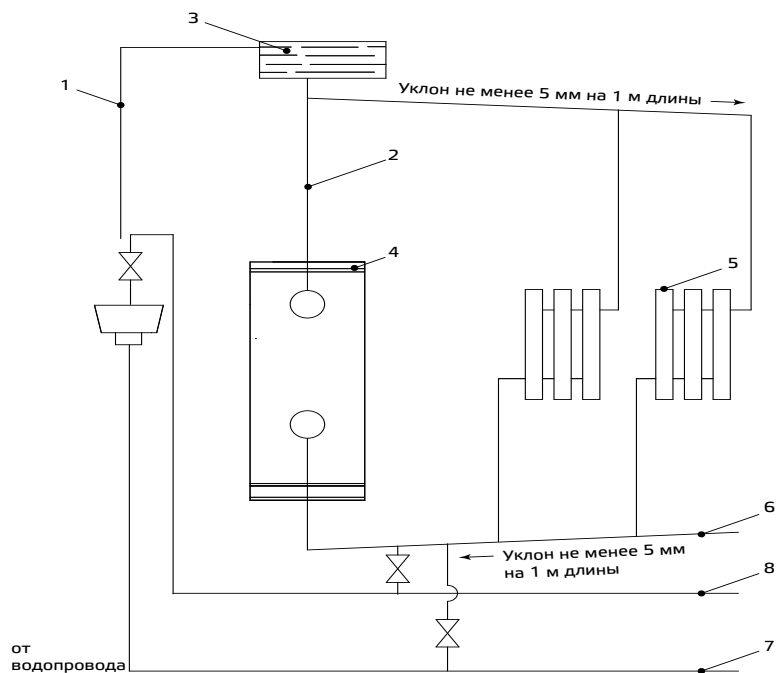 3
1
Уклон не менее 5 мм на 1 м длины
2
4
5
6
Уклон не менее 5 мм
на 1 м длины
8
от
водопровода
7